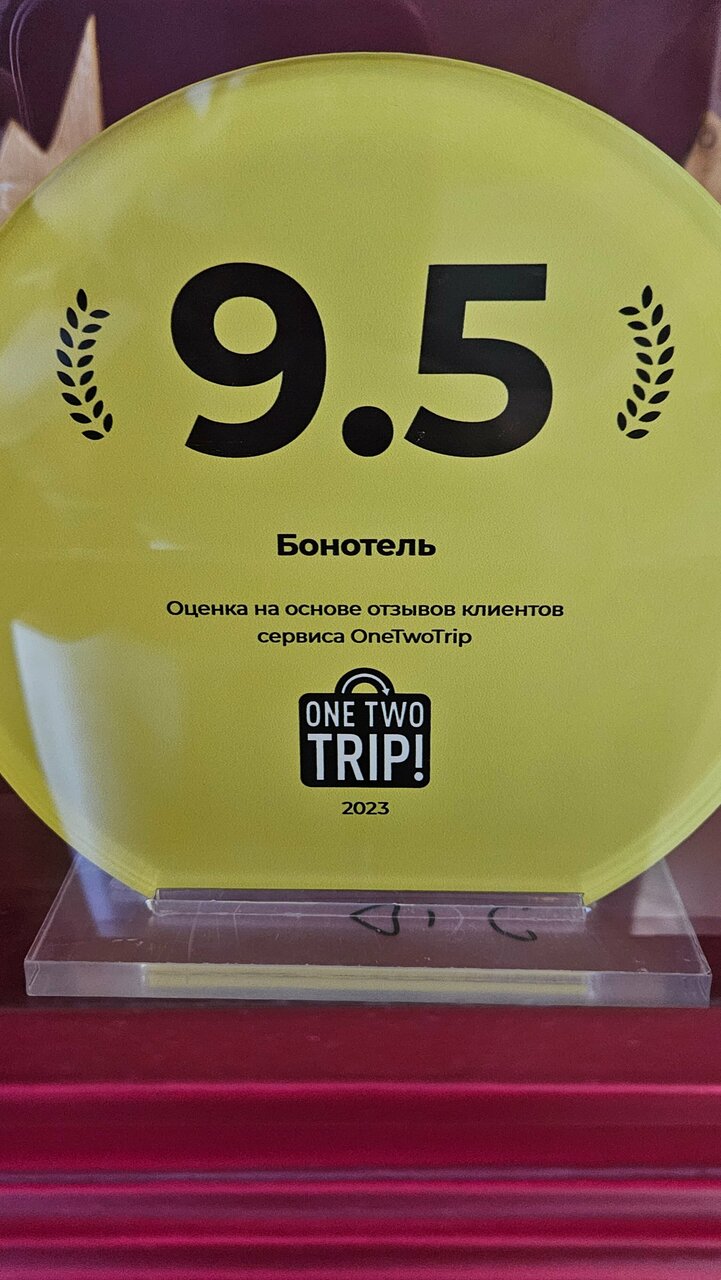 9.5
Бонотель
Оценка на основе отзывов клиентов
сервиса OneTwoTrip
ONE TWO
TRIP!
2023